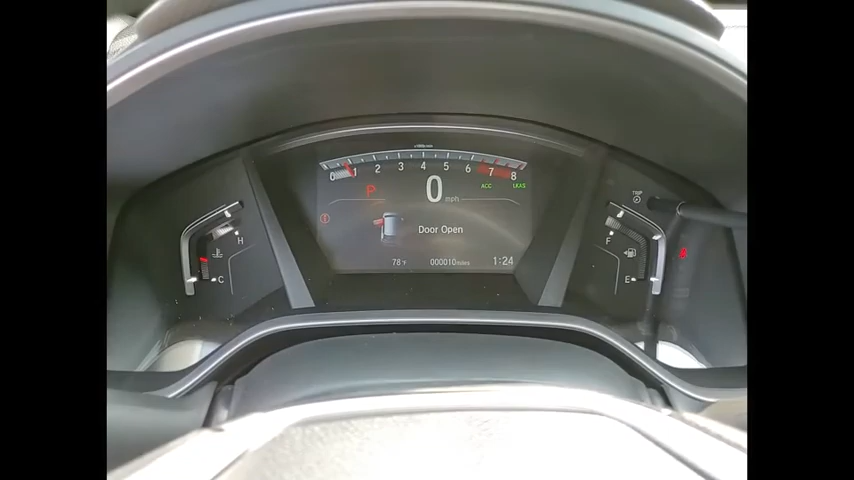 0 1 2 3 4 5 6 7 8
P
0 mph
ACC LKAS
TRIP
Door Open
H
C
F
E
78°F 000010 miles 1:24